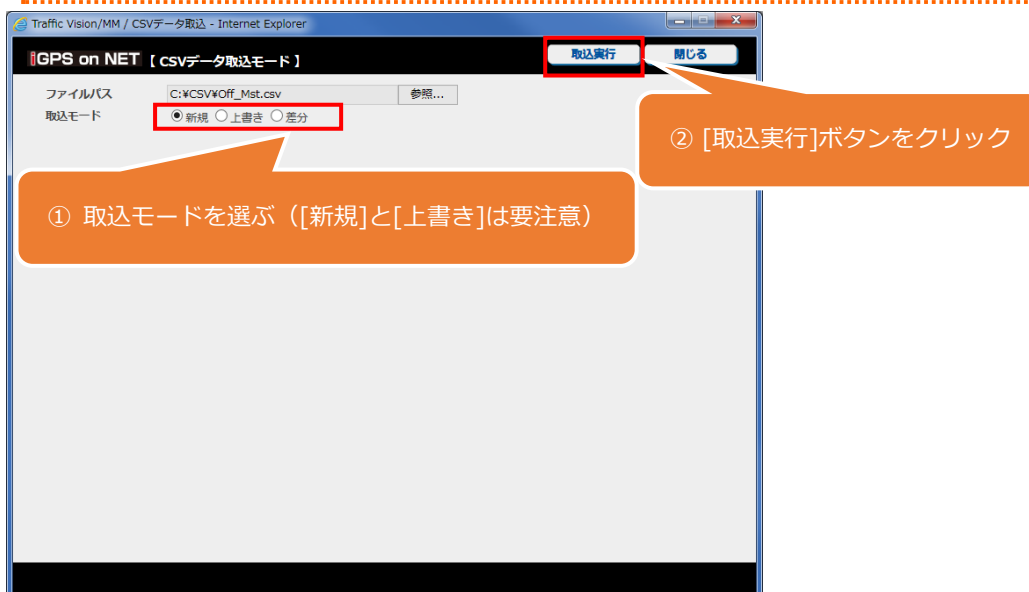 Traffic Vision/MM / CSVデータ取込 - Internet Explorer
iGPS on NET [ CSVデータ取込モード ] 取込実行 閉じる
ファイルパス C:¥CSV¥Off_Mst.csv 参照...
取込モード 新規 上書き 差分
② [取込実行]ボタンをクリック
① 取込モードを選ぶ（[新規]と[上書き]は要注意）